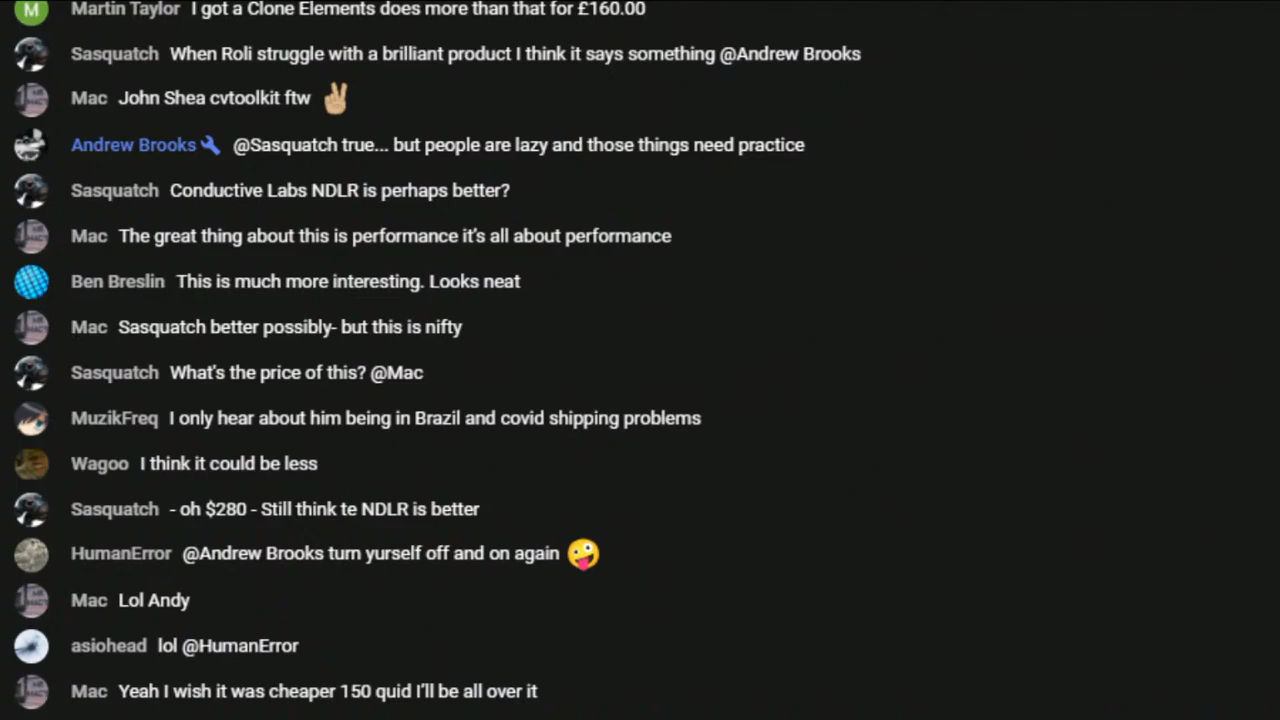 M Martin Taylor I got a Clone Elements does more than that for £160.00
Sasquatch When Roli struggle with a brilliant product I think it says something @Andrew Brooks
Mac John Shea cvtoolkit ftw ✌🏼
Andrew Brooks @Sasquatch true... but people are lazy and those things need practice
Sasquatch Conductive Labs NDLR is perhaps better?
Mac The great thing about this is performance it's all about performance
Ben Breslin This is much more interesting. Looks neat
Mac Sasquatch better possibly- but this is nifty
Sasquatch What's the price of this? @Mac
MuzikFreq I only hear about him being in Brazil and covid shipping problems
Wagoo I think it could be less
Sasquatch - oh $280 - Still think te NDLR is better
HumanError @Andrew Brooks turn yurself off and on again 🤪
Mac Lol Andy
asiohead lol @HumanError
Mac Yeah I wish it was cheaper 150 quid I'll be all over it